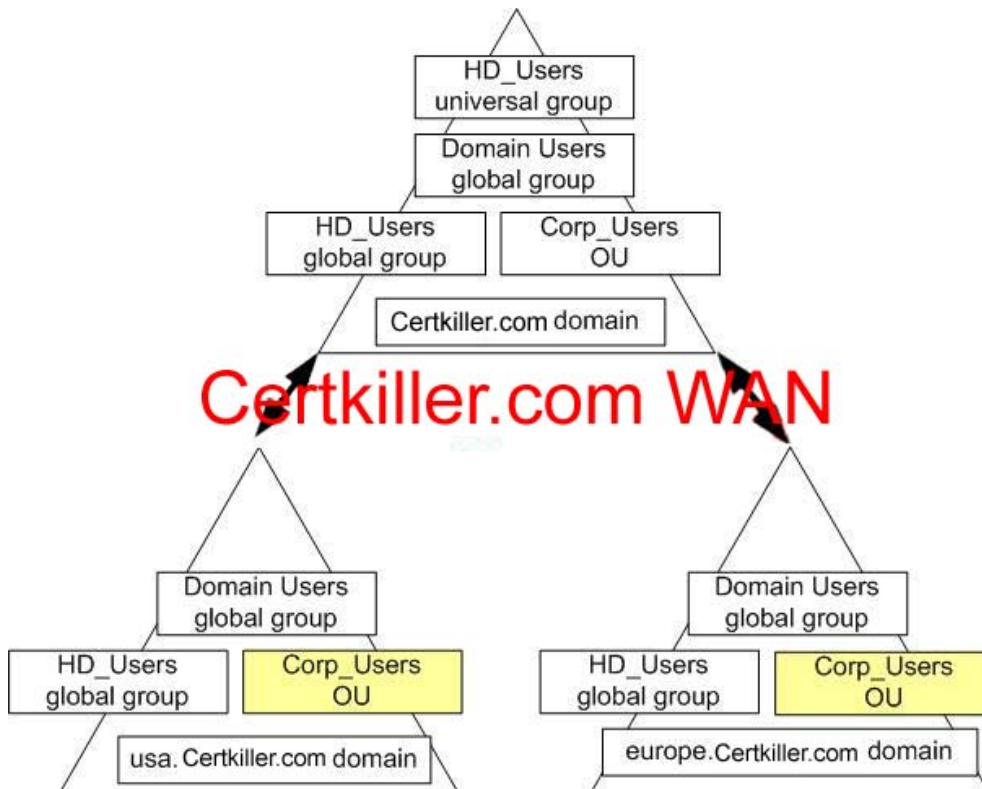 HD_Users
universal group
Domain Users
global group
HD_Users
global group
Corp_Users
OU
Certkiller.com domain
Certkiller.com WAN
Domain Users
global group
HD_Users
global group
Corp_Users
OU
usa.Certkiller.com domain
Domain Users
global group
HD_Users
global group
Corp_Users
OU
europe.Certkiller.com domain